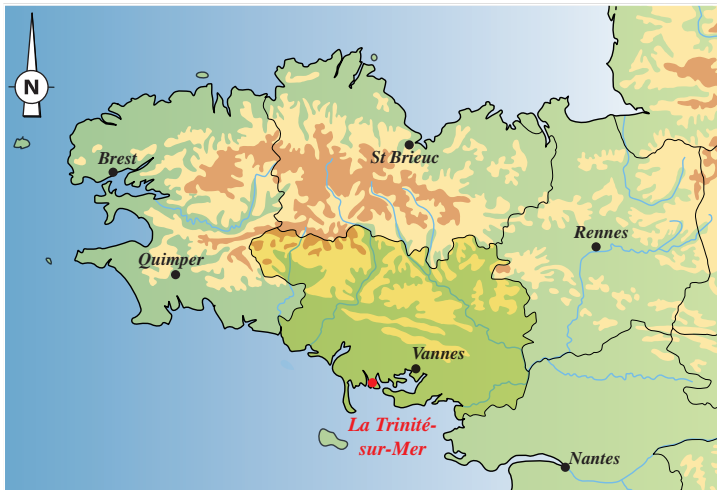 N
Brest
St Brieuc
Rennes
Quimper
Vannes
La Trinité-
sur-Mer
Nantes